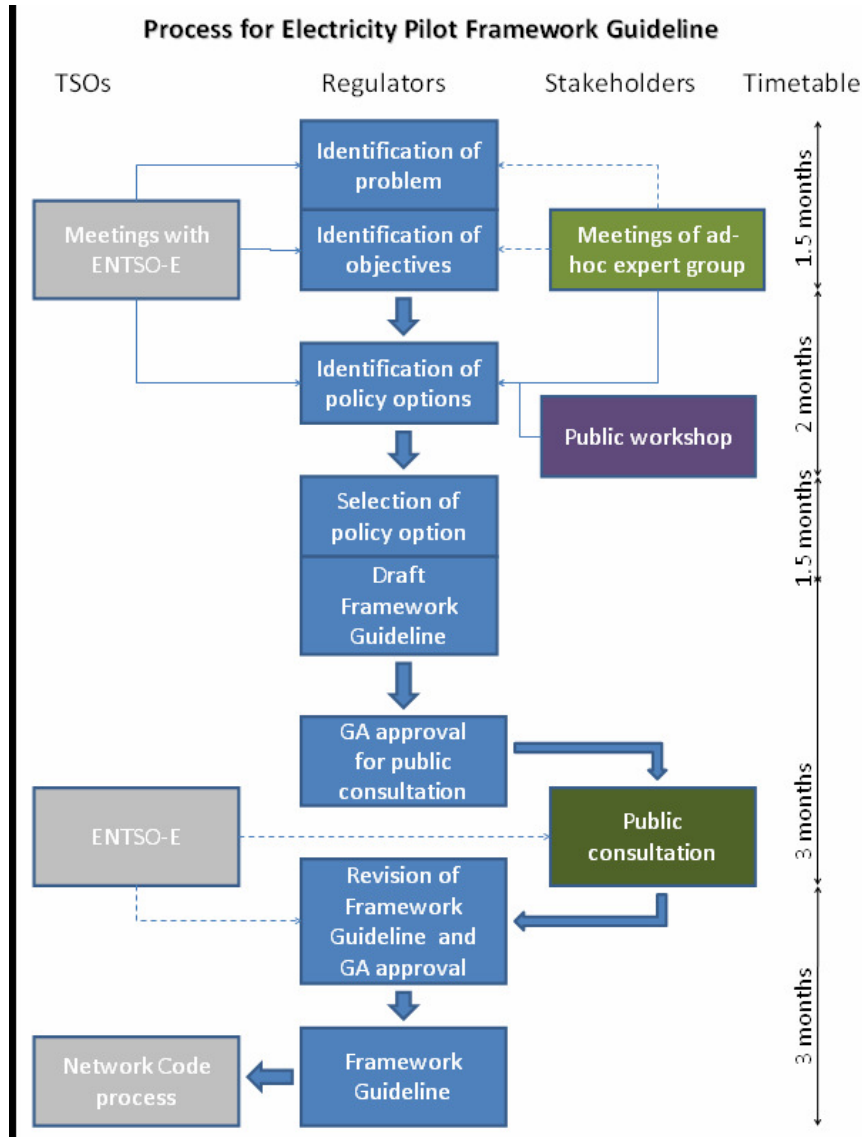 Process for Electricity Pilot Framework Guideline
TSOs Regulators Stakeholders Timetable
Identification of
problem
1.5 months
Meetings with
ENTSO-E
Identification of
objectives
Meetings of ad-
hoc expert group
Identification of
policy options
2 months
Public workshop
Selection of
policy option
1.5 months
Draft
Framework
Guideline
GA approval
for public
consultation
3 months
ENTSO-E
Public
consultation
Revision of
Framework
Guideline and
GA approval
3 months
Network Code
process
Framework
Guideline